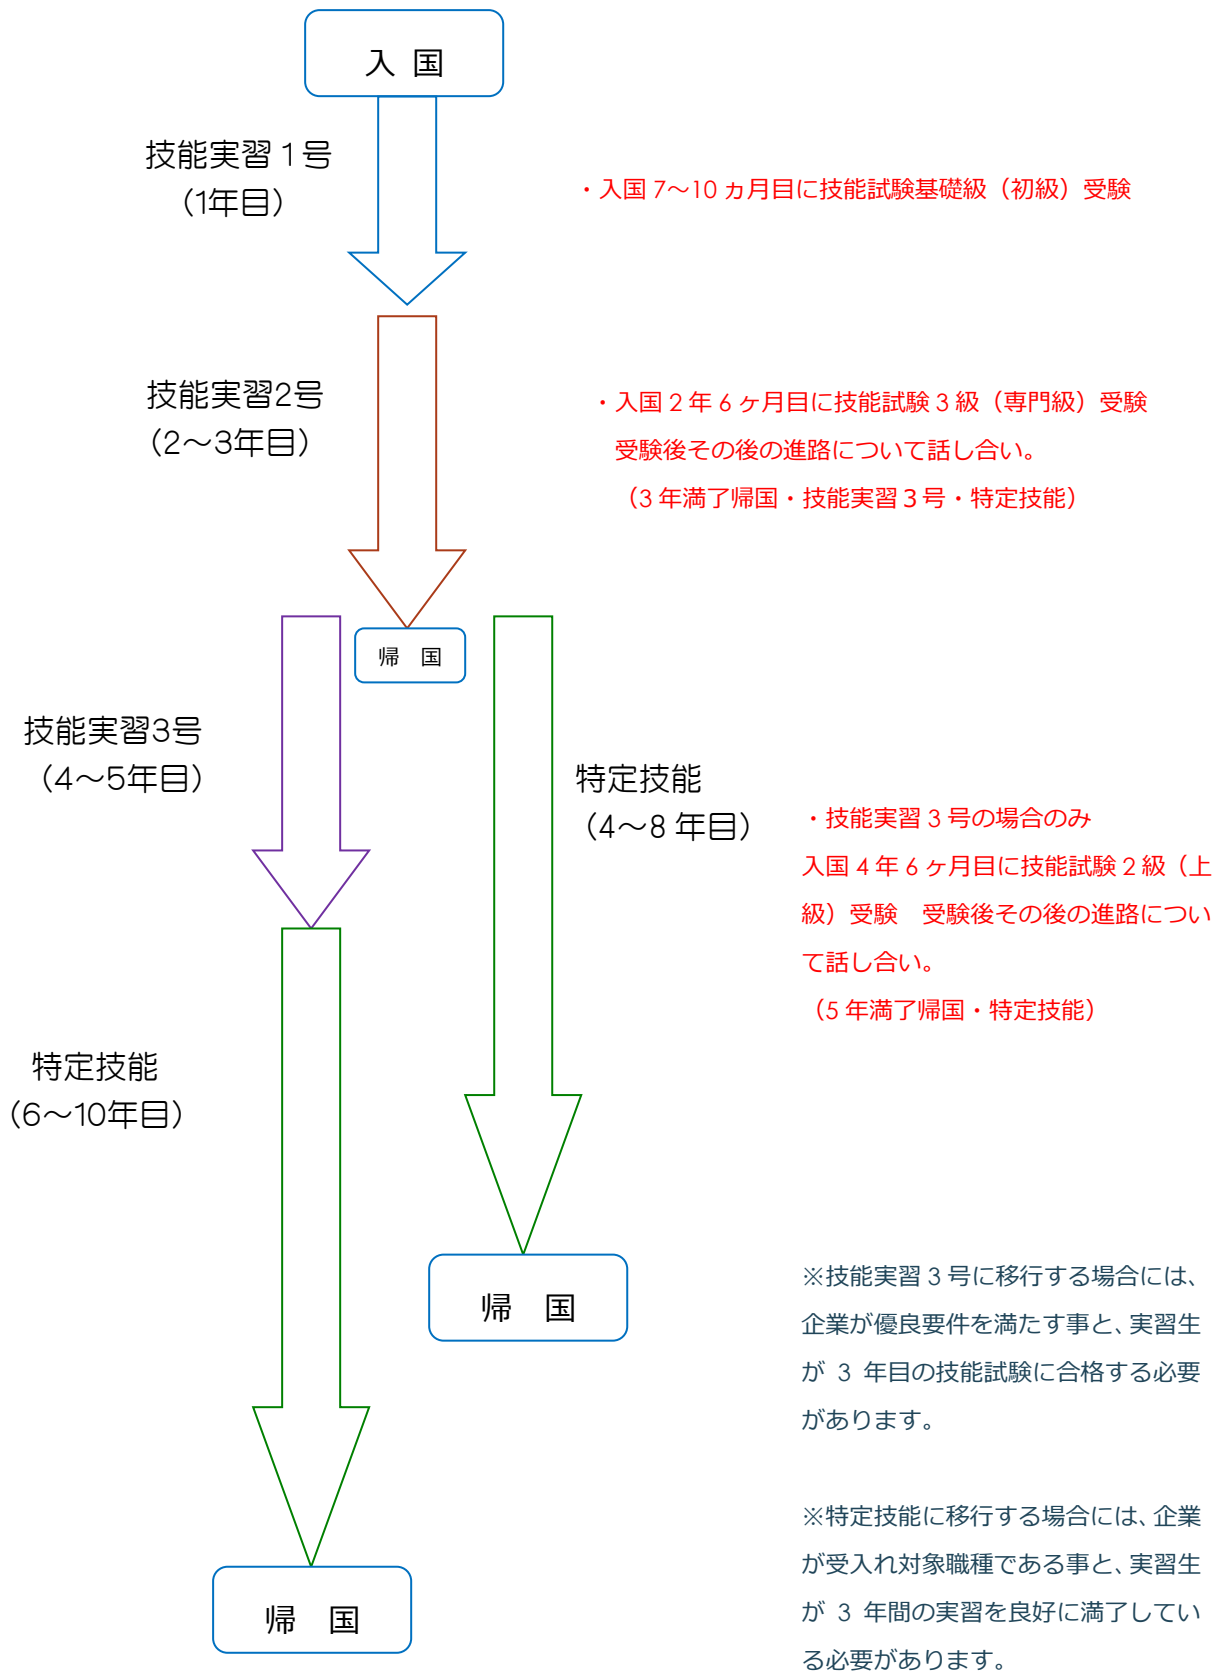 入 国
技能実習1号
（1年目）
・入国7～10ヵ月目に技能試験基礎級（初級）受験
技能実習2号
（2～3年目）
・入国2年6ヶ月目に技能試験3級（専門級）受験
受験後その後の進路について話し合い。
（3年満了帰国・技能実習３号・特定技能）
帰　国
技能実習3号
（4～5年目）
特定技能
（4～8年目）
・技能実習3号の場合のみ
入国4年6ヶ月目に技能試験2級（上
級）受験　受験後その後の進路につい
て話し合い。
（5年満了帰国・特定技能）
特定技能
（6～10年目）
帰　国
※技能実習3号に移行する場合には、
企業が優良要件を満たす事と、実習生
が 3 年目の技能試験に合格する必要
があります。
※特定技能に移行する場合には、企業
が受入れ対象職種である事と、実習生
が 3 年間の実習を良好に満了してい
る必要があります。
帰　国